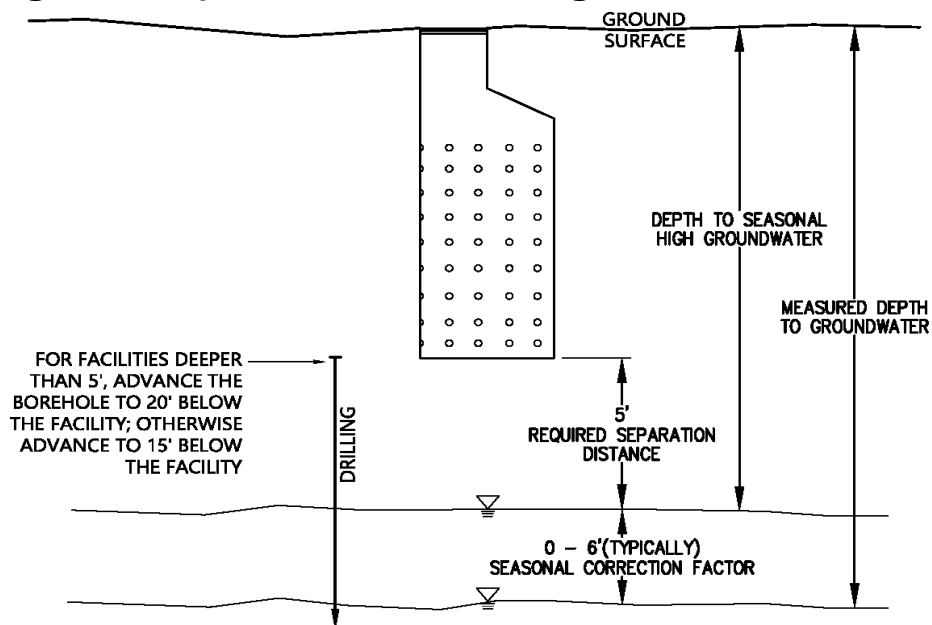 GROUND
SURFACE
DEPTH TO SEASONAL
HIGH GROUNDWATER
MEASURED DEPTH
TO GROUNDWATER
FOR FACILITIES DEEPER
THAN 5', ADVANCE THE
BOREHOLE TO 20' BELOW
THE FACILITY; OTHERWISE
ADVANCE TO 15' BELOW
THE FACILITY
DRILLING
5'
REQUIRED SEPARATION
DISTANCE
0 – 6'(TYPICALLY)
SEASONAL CORRECTION FACTOR